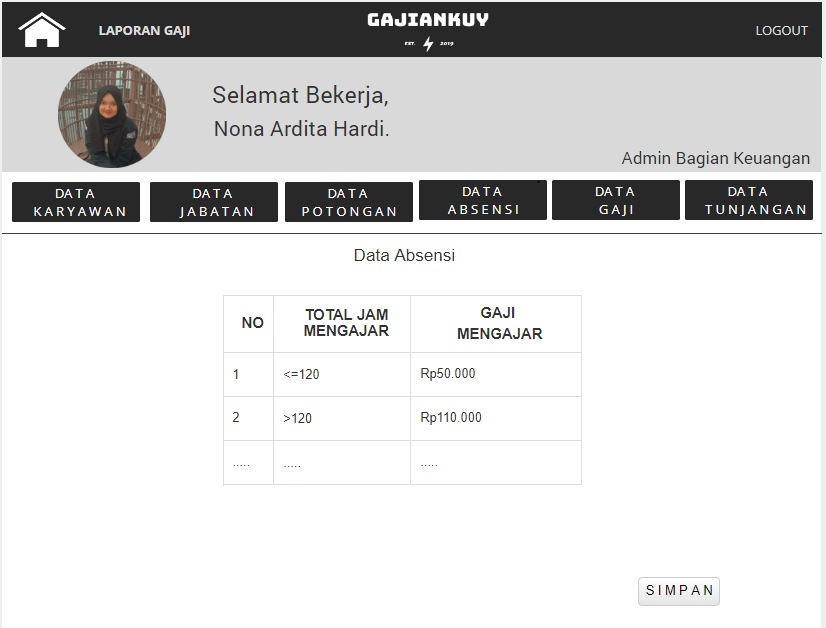 LAPORAN GAJI
GAJIANKUY
EST. 2019
LOGOUT
Selamat Bekerja,
Nona Ardita Hardi.
Admin Bagian Keuangan
DATA
KARYAWAN
DATA
JABATAN
DATA
POTONGAN
DATA
ABSENSI
DATA
GAJI
DATA
TUNJANGAN
Data Absensi
NO
TOTAL JAM
MENGAJAR
GAJI
MENGAJAR
1 <=120 Rp50.000
2 >120 Rp110.000
..... ..... .....
SIMPAN